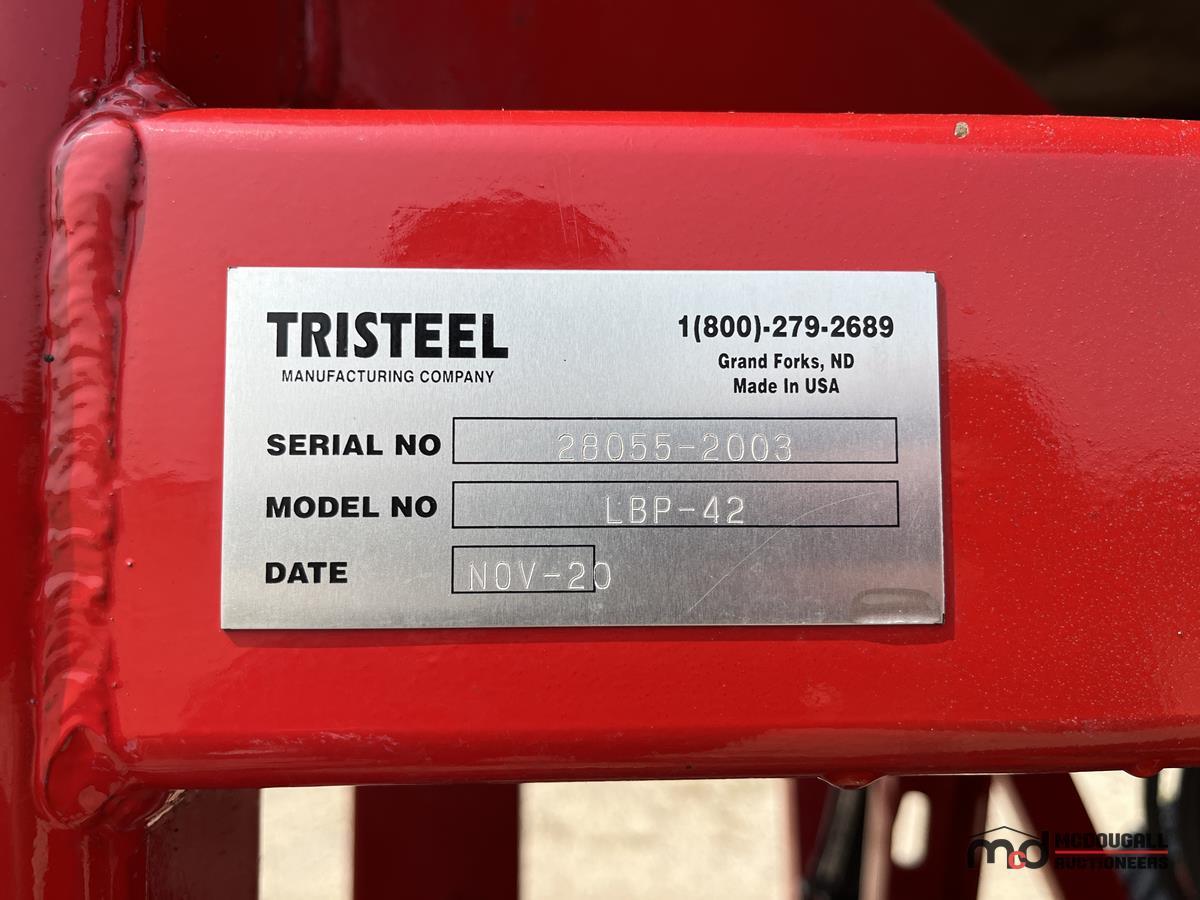 TRISTEEL
MANUFACTURING COMPANY
1(800)-279-2689
Grand Forks, ND
Made In USA
SERIAL NO 28055-2003
MODEL NO LBP-42
DATE NOV-20
mcd MCDOUGALL
AUCTIONEERS